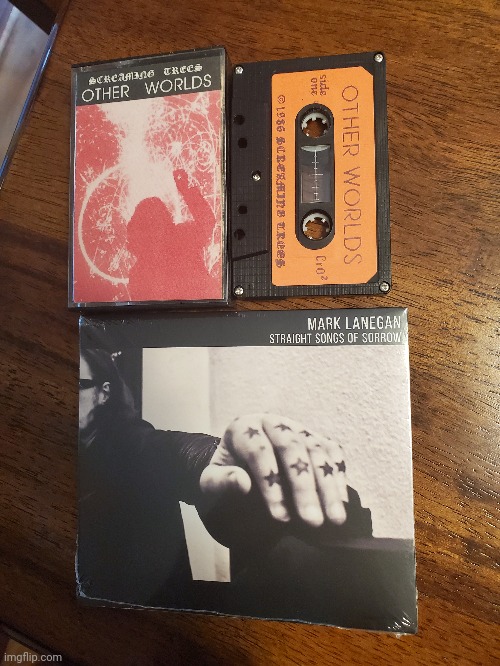 SCREAMING TREES
OTHER WORLDS
OTHER WORLDS
side
one
© 1986 SCREAMING TREES
CrO²
MARK LANEGAN
STRAIGHT SONGS OF SORROW
imgflip.com